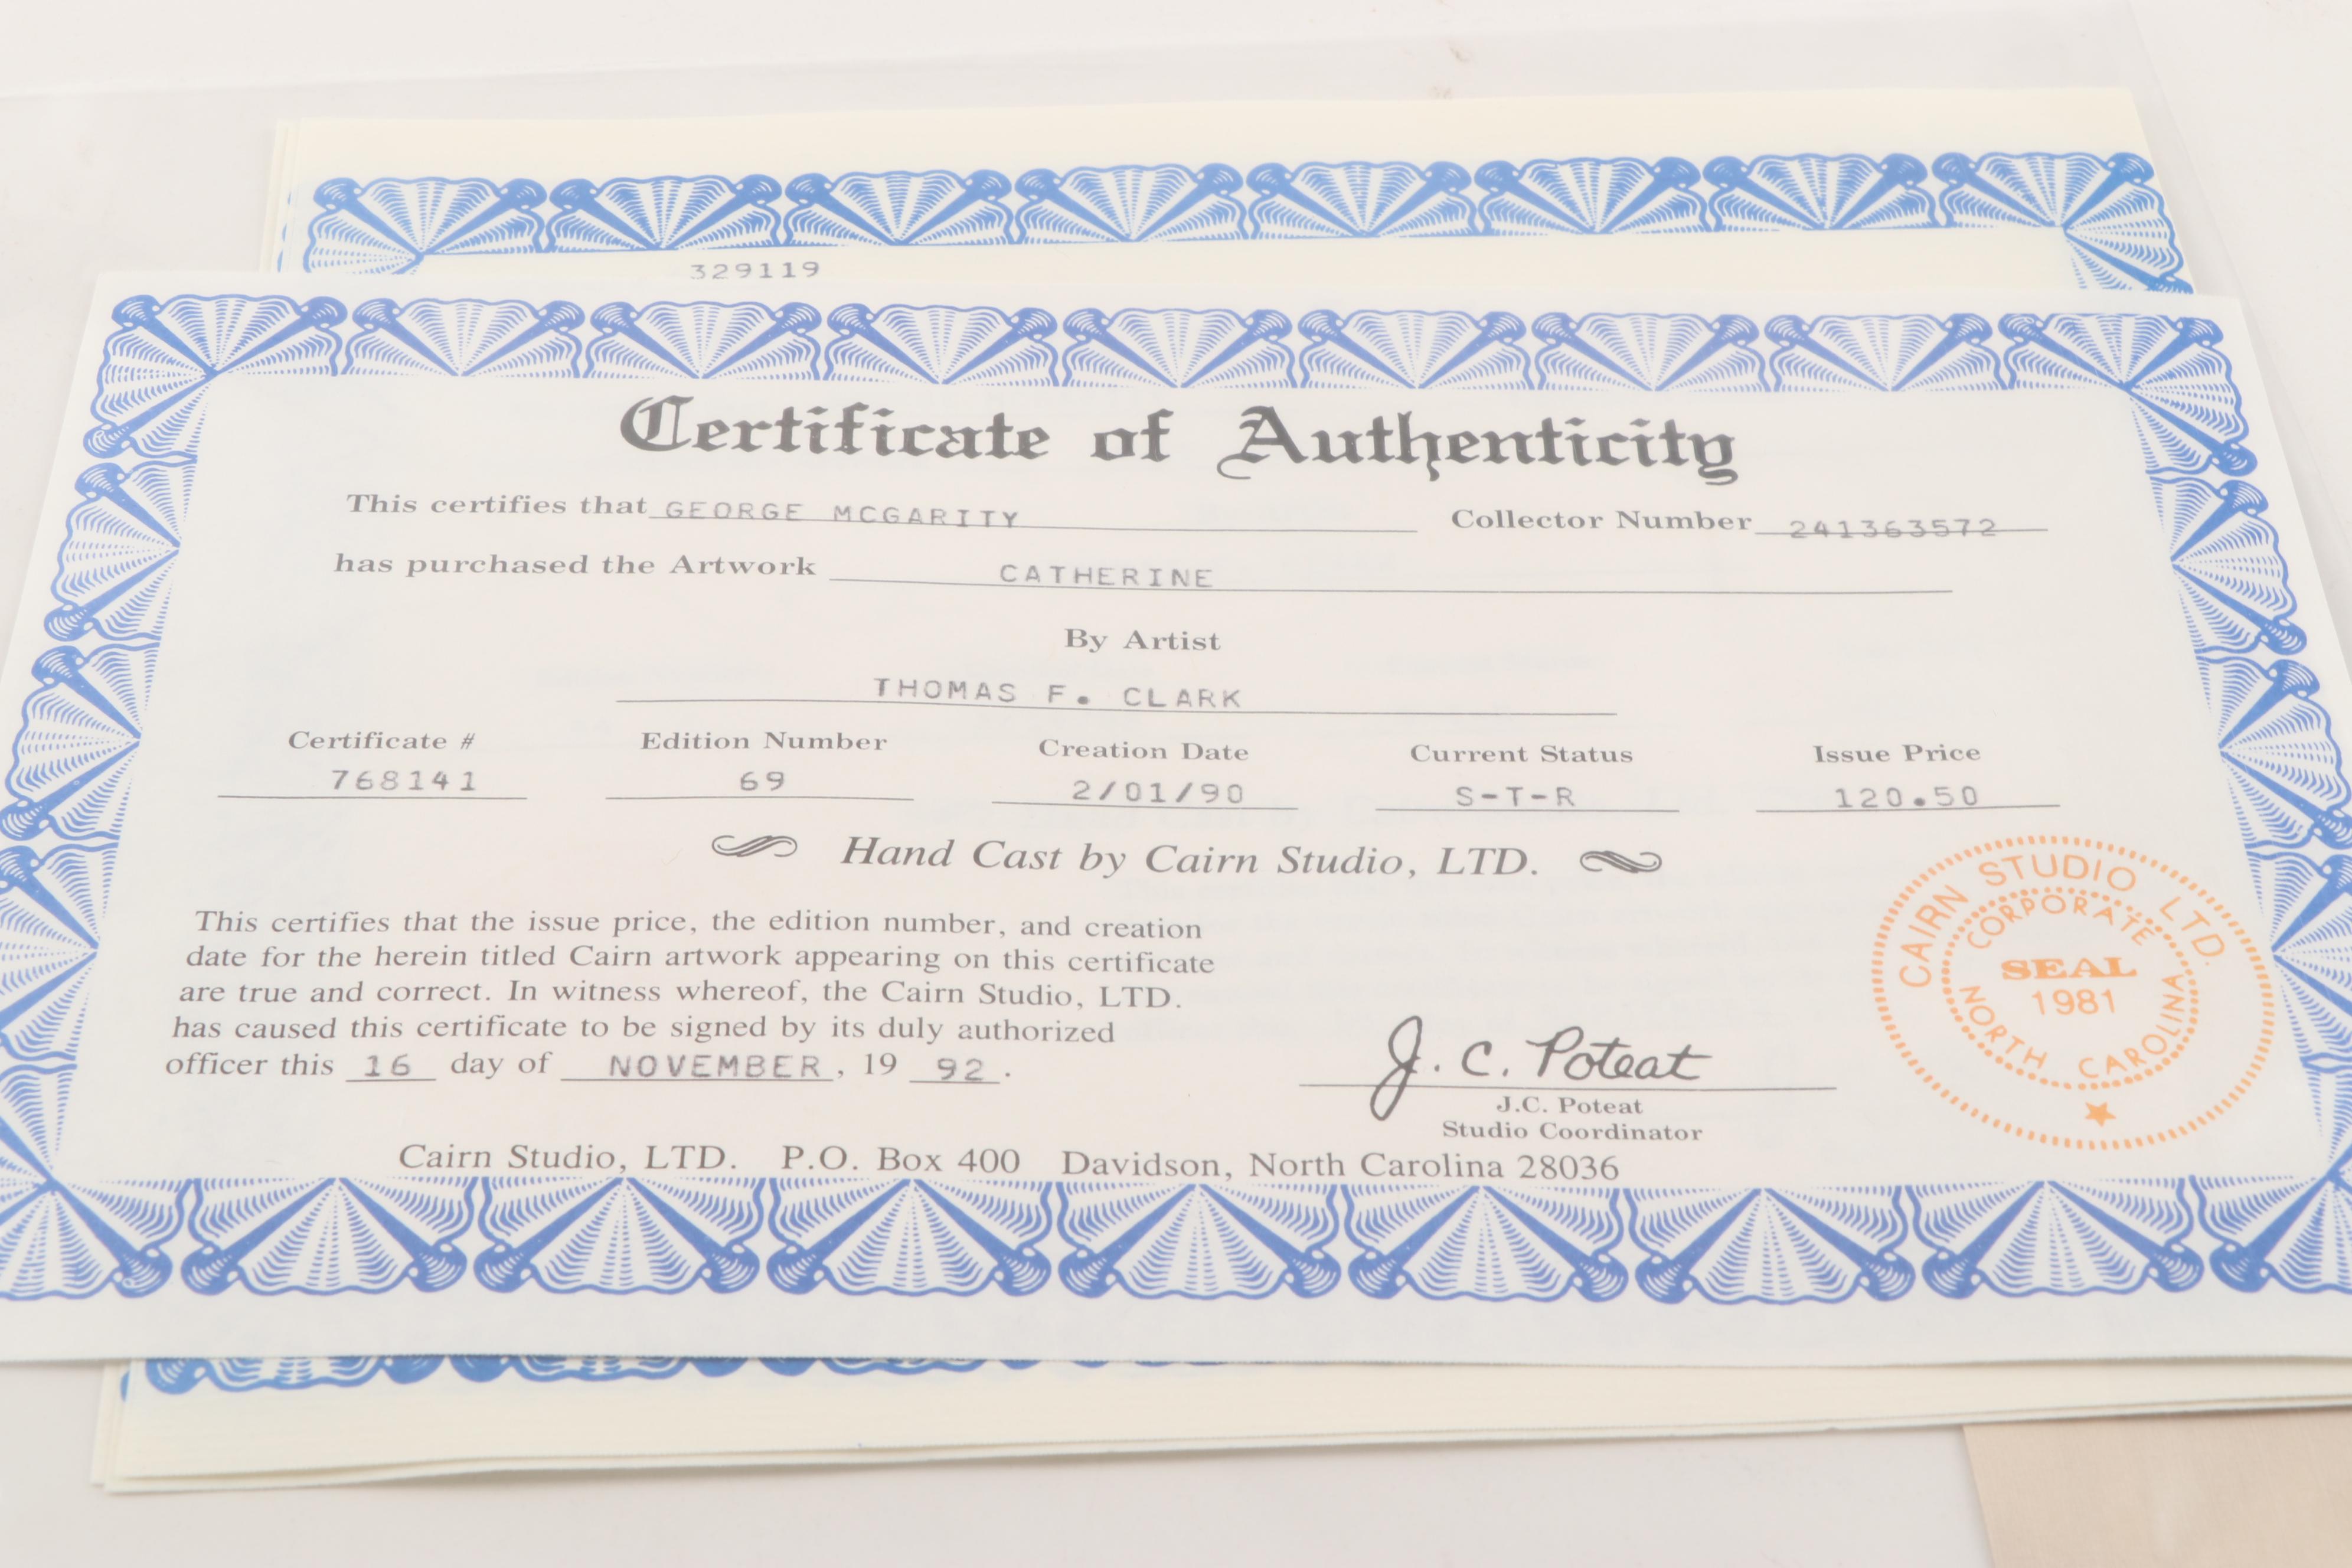 329119
Certificate of Authenticity
This certifies that GEORGE MCGARITY Collector Number 241363572
has purchased the Artwork CATHERINE
By Artist
THOMAS F. CLARK
Certificate # Edition Number Creation Date Current Status Issue Price
768141 69 2/01/90 S-T-R 120.50
Hand Cast by Cairn Studio, LTD.
This certifies that the issue price, the edition number, and creation
date for the herein titled Cairn artwork appearing on this certificate
are true and correct. In witness whereof, the Cairn Studio, LTD.
has caused this certificate to be signed by its duly authorized
officer this 16 day of NOVEMBER, 19 92.
J. C. Poteat
J.C. Poteat
Studio Coordinator
Cairn Studio, LTD. P.O. Box 400 Davidson, North Carolina 28036
CAIRN STUDIO LTD.
CORPORATE
SEAL
1981
NORTH CAROLINA